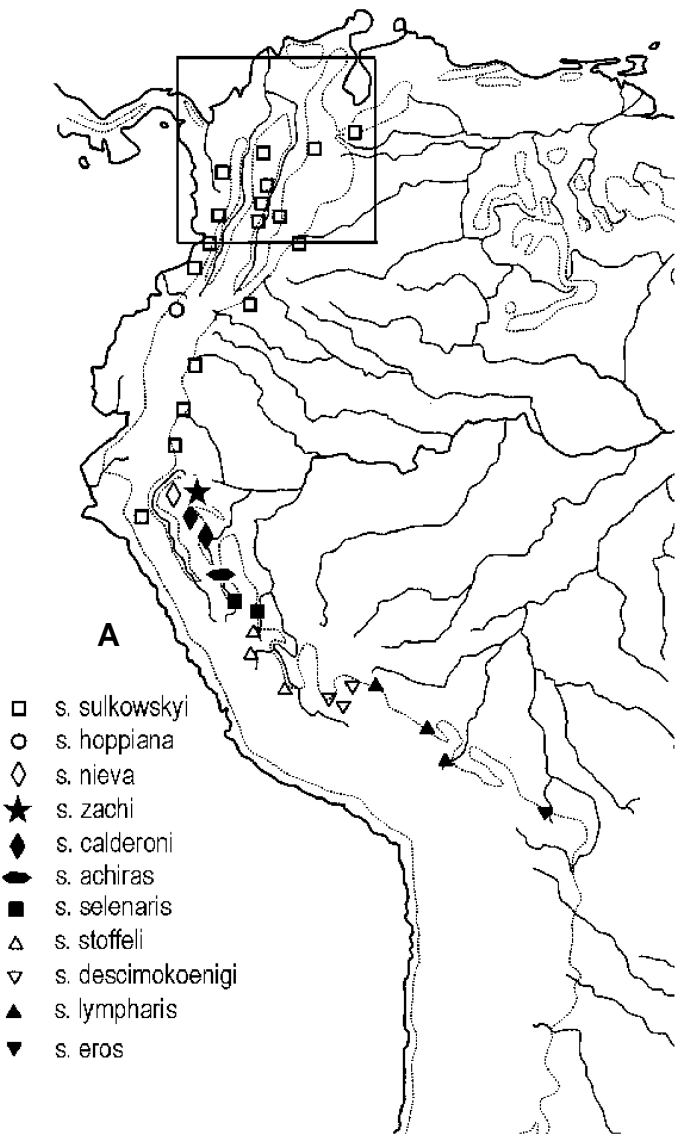 A
s. sulkowskyi
s. hoppiana
s. nieva
s. zachi
s. calderoni
s. achiras
s. selenaris
s. stoffeli
s. descimokoenigi
s. lympharis
s. eros